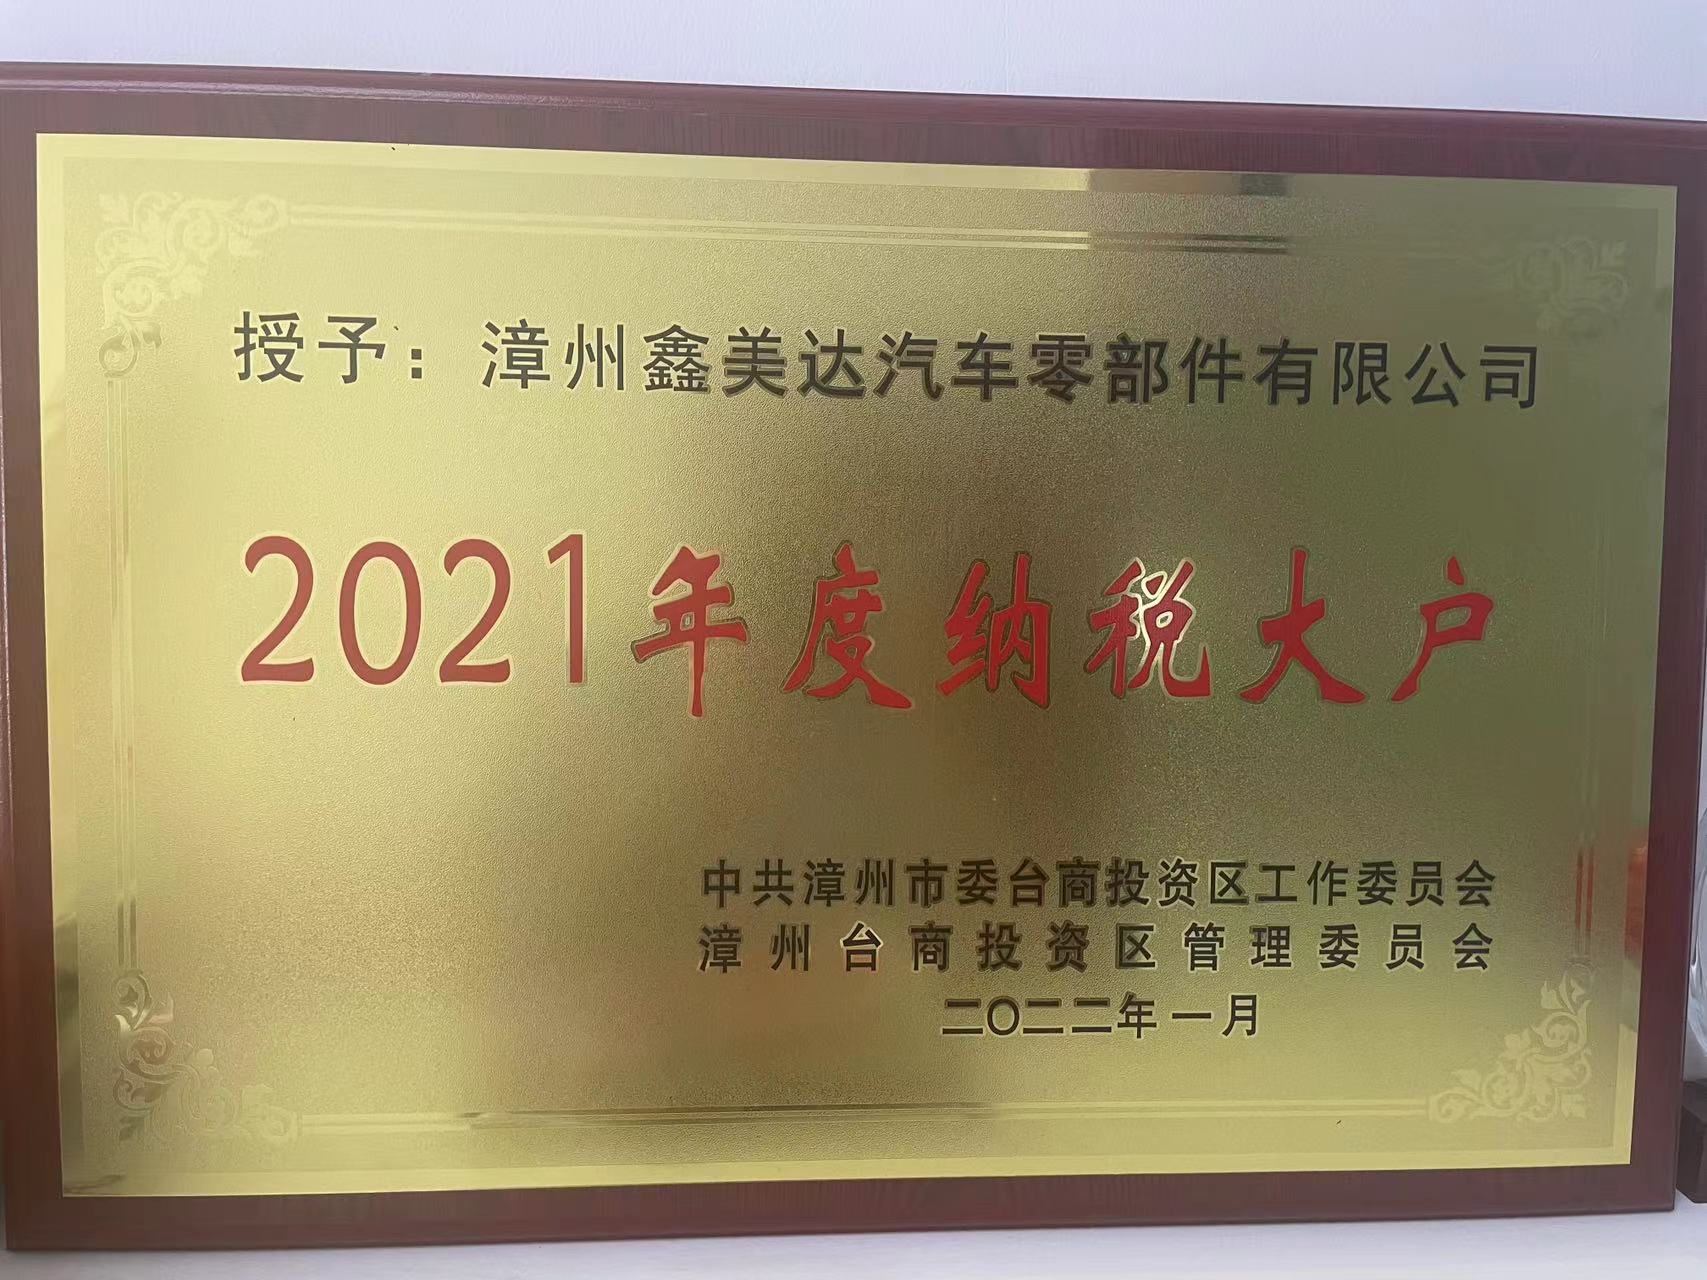 授予：漳州鑫美达汽车零部件有限公司
2021年度纳税大户
中共漳州市委台商投资区工作委员会
漳州台商投资区管理委员会
二〇二二年一月